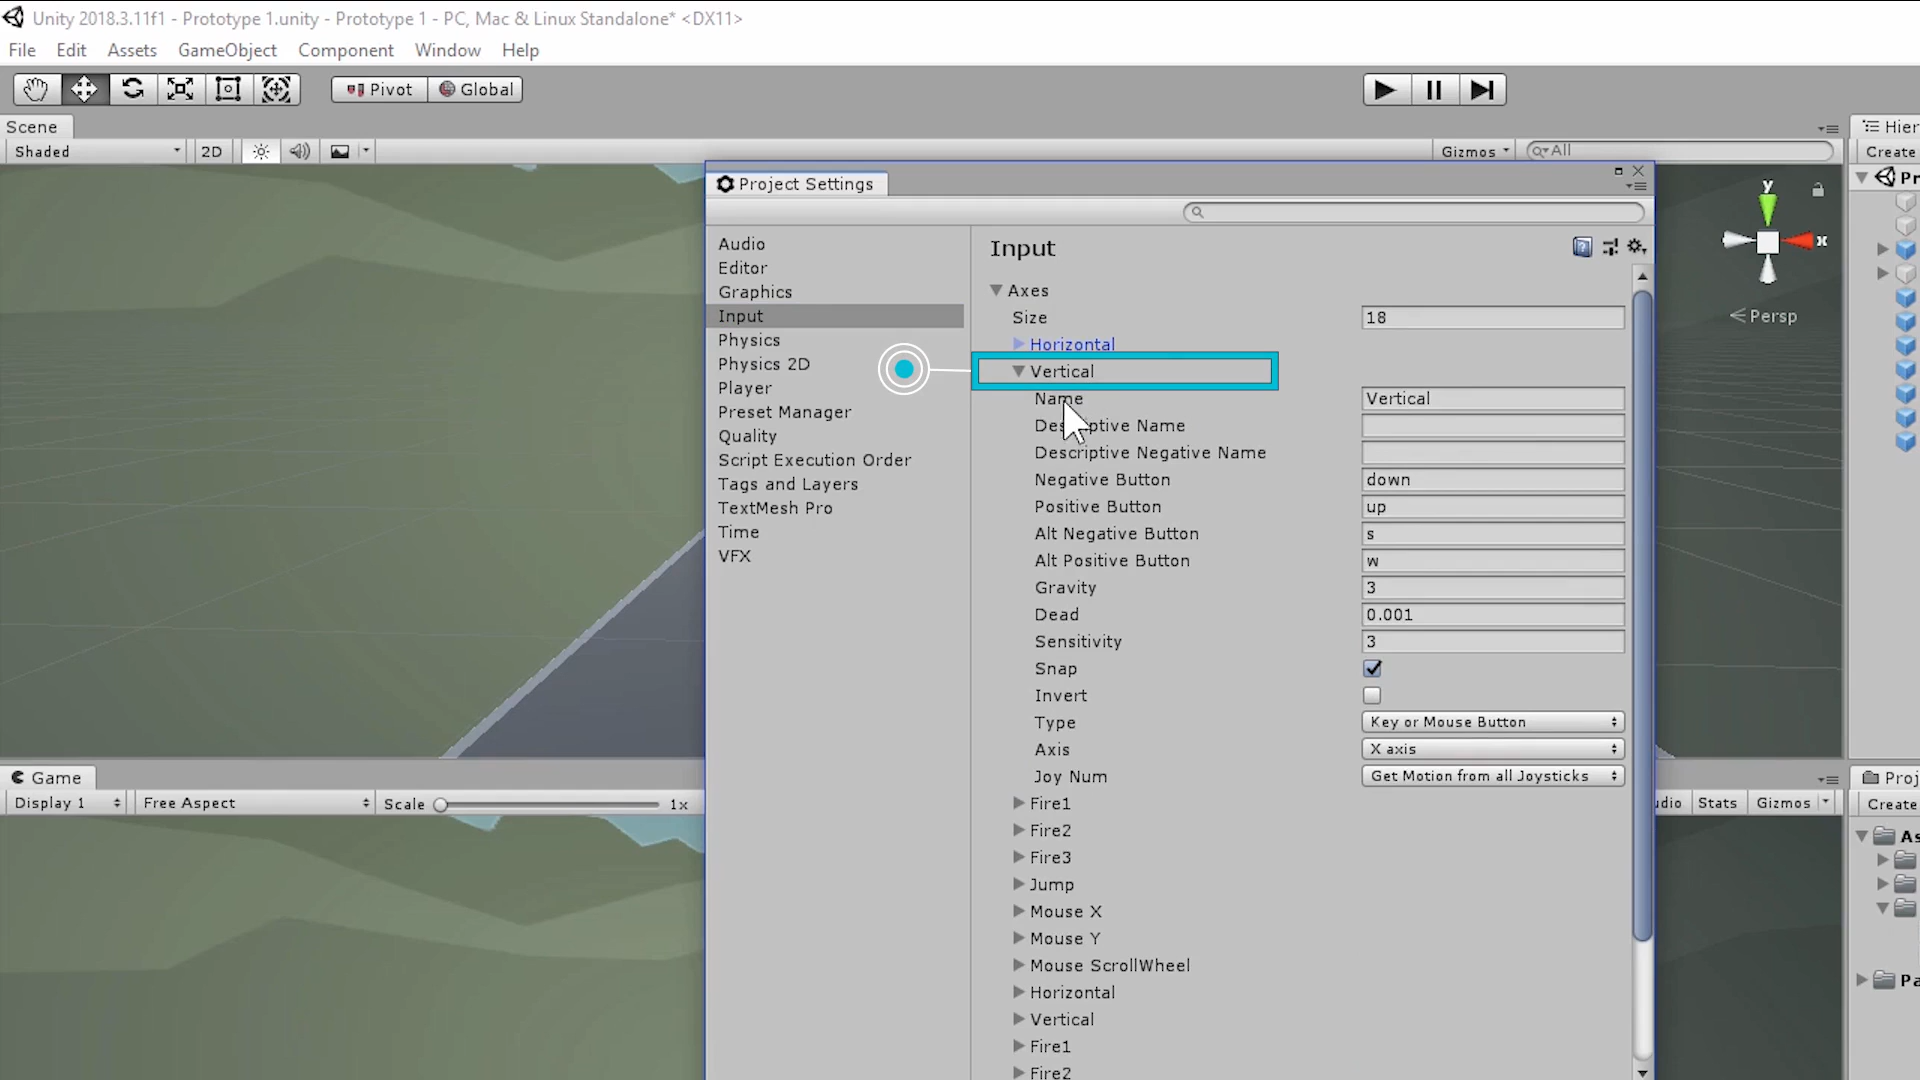 Unity 2018.3.11f1 - Prototype 1.unity - Prototype 1 - PC, Mac & Linux Standalone* <DX11>
File Edit Assets GameObject Component Window Help
Pivot Global
Scene
Hier
Shaded 2D Gizmos All
Create
Project Settings
Pr
y
x
Persp
Audio
Editor
Graphics
Input
Physics
Physics 2D
Player
Preset Manager
Quality
Script Execution Order
Tags and Layers
TextMesh Pro
Time
VFX
Input
Axes
Size 18
Horizontal
Vertical
Name Vertical
Descriptive Name
Descriptive Negative Name
Negative Button down
Positive Button up
Alt Negative Button s
Alt Positive Button w
Gravity 3
Dead 0.001
Sensitivity 3
Snap
Invert
Type Key or Mouse Button
Axis X axis
Joy Num Get Motion from all Joysticks
Fire1
Fire2
Fire3
Jump
Mouse X
Mouse Y
Mouse ScrollWheel
Horizontal
Vertical
Fire1
Fire2
Game
Display 1 Free Aspect Scale 1x
udio Stats Gizmos
Proj
Create
As
Pa